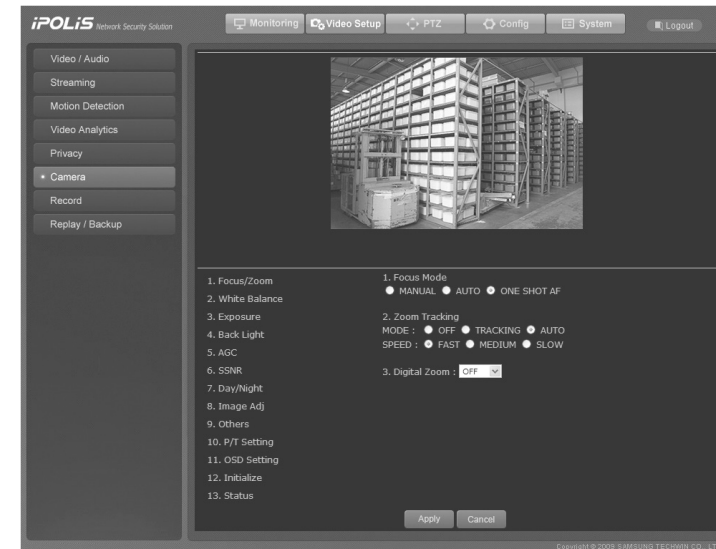 iPOLiS Network Security Solution
Monitoring Video Setup PTZ Config System Logout
Video / Audio
Streaming
Motion Detection
Video Analytics
Privacy
Camera
Record
Replay / Backup
1. Focus/Zoom
2. White Balance
3. Exposure
4. Back Light
5. AGC
6. SSNR
7. Day/Night
8. Image Adj
9. Others
10. P/T Setting
11. OSD Setting
12. Initialize
13. Status
1. Focus Mode
MANUAL AUTO ONE SHOT AF
2. Zoom Tracking
MODE : OFF TRACKING AUTO
SPEED : FAST MEDIUM SLOW
3. Digital Zoom : OFF
Apply Cancel
Copyright © 2009 SAMSUNG TECHWIN CO., LT